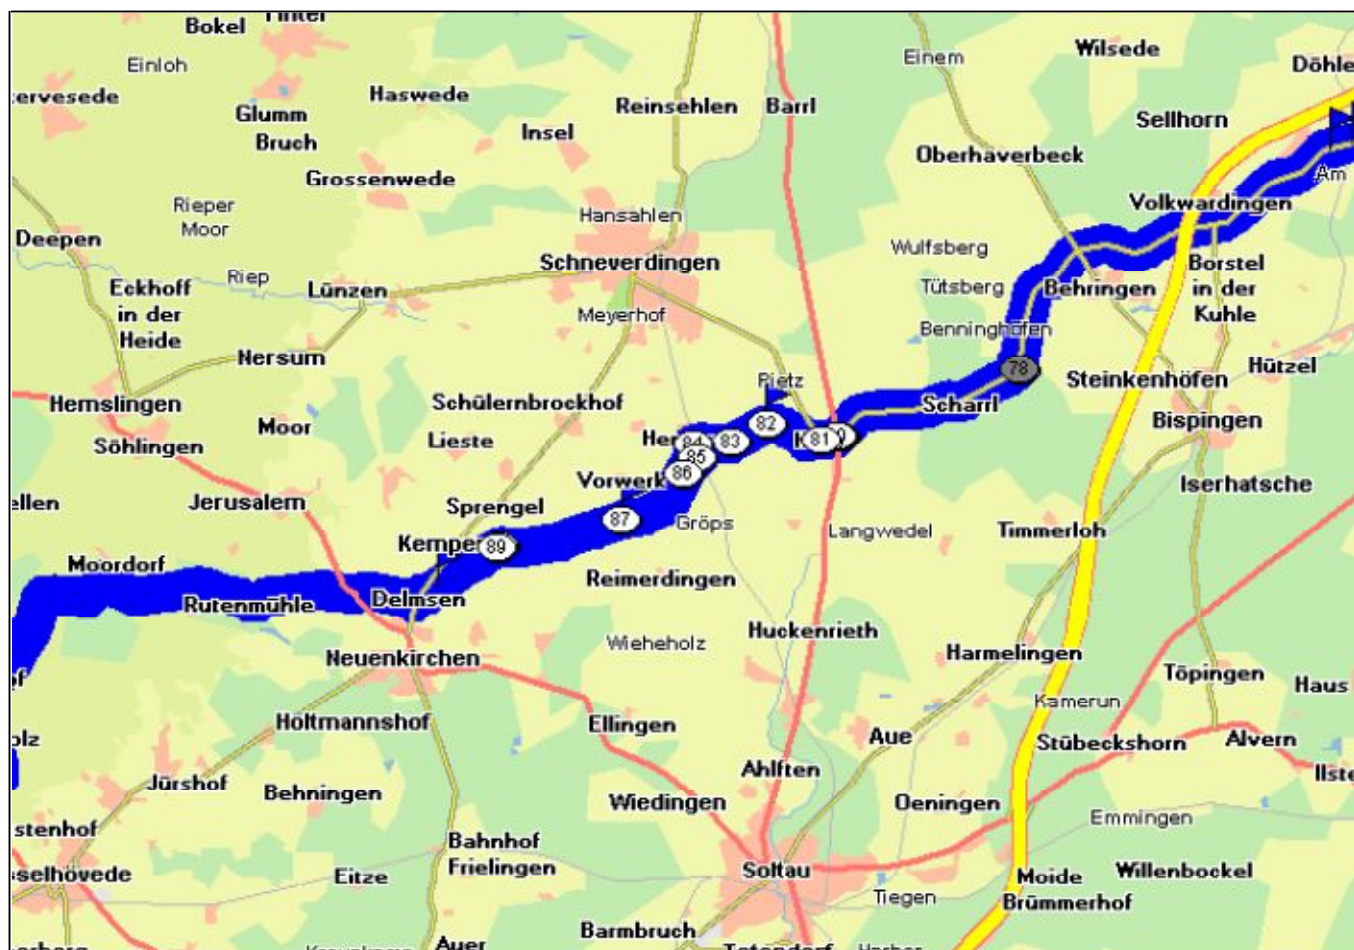 Bokel
Einloh
Haswede
Glumm
Bruch
Insel
Grossenwede
Reinsehlen
Barrl
Einem
Wilsede
Sellhorn
Oberhaverbeck
Volkwardingen
Am
Rieper
Moor
Deepen
Riep
Hansahlen
Schneverdingen
Wulfsberg
Tütsberg
Behringen
Borstel
in der
Kuhle
Eckhoff
in der
Heide
Lünzen
Meyerhof
Benninghöfen
Nersum
78
Steinkenhöfen
Hützel
Hemslingen
Söhlingen
Moor
Schülernbrockhof
Lieste
Pietz
Scharrl
Bispingen
82
83
81
84
85
86
Vorwerk
Jerusalem
Sprengel
87
Gröps
Langwedel
Timmerloh
Iserhatsche
89
Moordorf
Rutenmühle
Delmsen
Reimerdingen
Neuenkirchen
Wieheholz
Huckenrieth
Harmelingen
Töpingen
Haus
Kamerun
Höltmannshof
Ellingen
Aue
Stübeckshorn
Alvern
Jürshof
Behningen
Ahlften
Wiedingen
Oeningen
Emmingen
Bahnhof
Frielingen
Eitze
Soltau
Moide
Brümmerhof
Willenbockel
Tiegen
Barmbruch
Auer